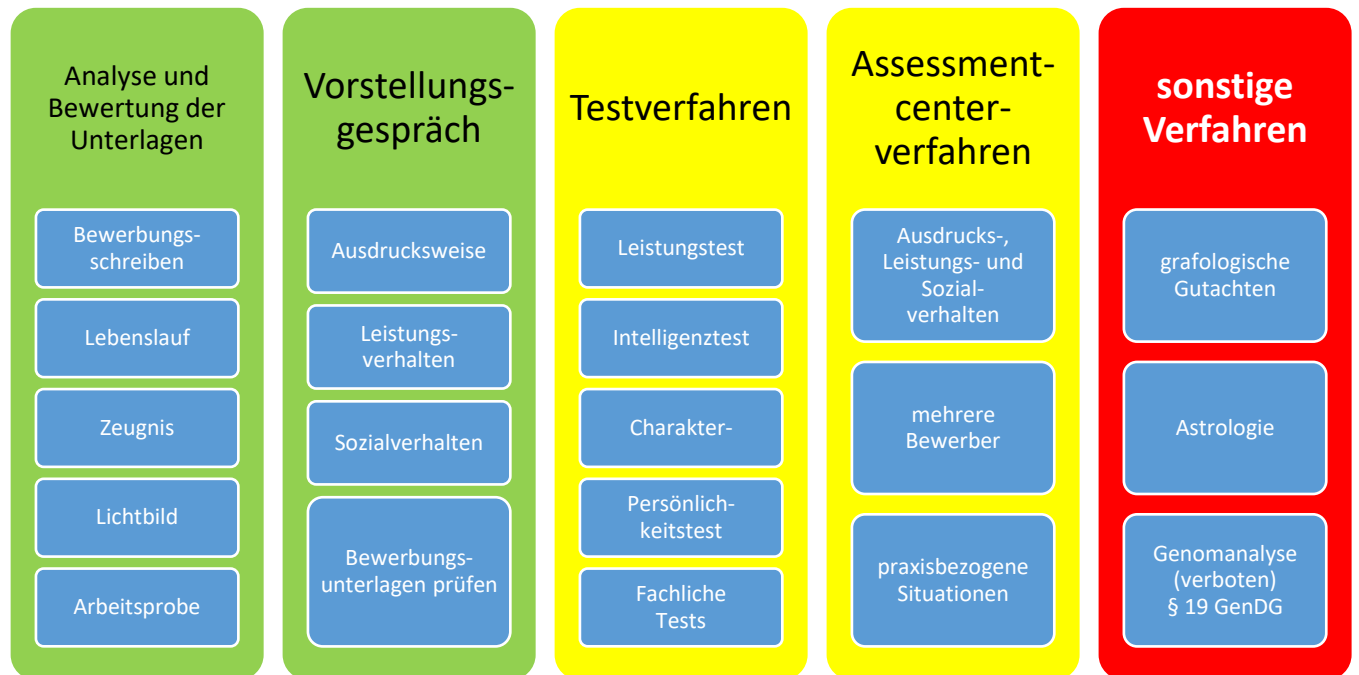 Analyse und
Bewertung der
Unterlagen
Bewerbungs-
schreiben
Lebenslauf
Zeugnis
Lichtbild
Arbeitsprobe
Vorstellungs-
gespräch
Ausdrucksweise
Leistungs-
verhalten
Sozialverhalten
Bewerbungs-
unterlagen prüfen
Testverfahren
Leistungstest
Intelligenztest
Charakter-
Persönlich-
keitstest
Fachliche
Tests
Assessment-
center-
verfahren
Ausdrucks-,
Leistungs- und
Sozial-
verhalten
mehrere
Bewerber
praxisbezogene
Situationen
sonstige
Verfahren
grafologische
Gutachten
Astrologie
Genomanalyse
(verboten)
§ 19 GenDG